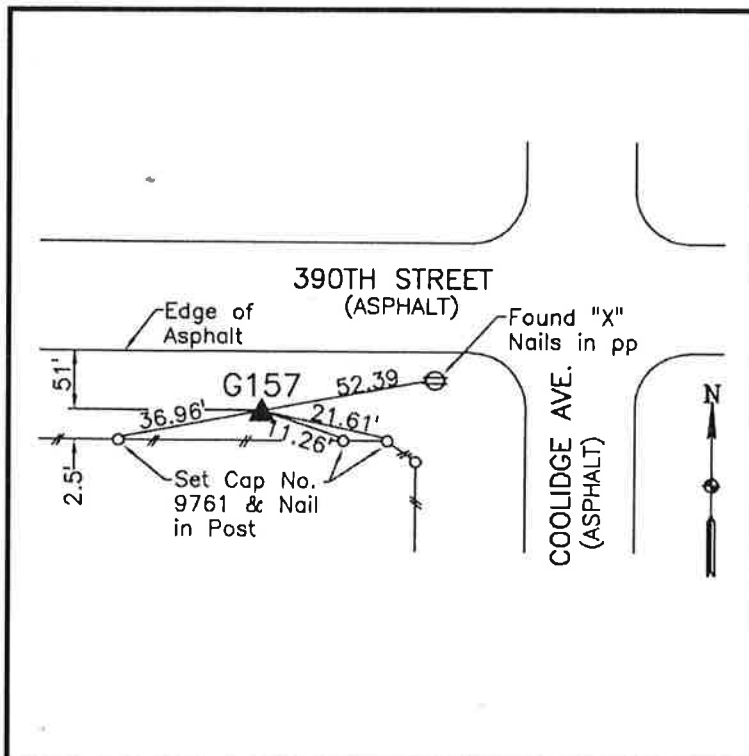 390TH STREET
(ASPHALT)
Edge of
Asphalt
Found "X"
Nails in pp
51'
G157
52.39
36.96'
21.61'
11.26'
2.5'
Set Cap No.
9761 & Nail
in Post
COOLIDGE AVE.
(ASPHALT)
N